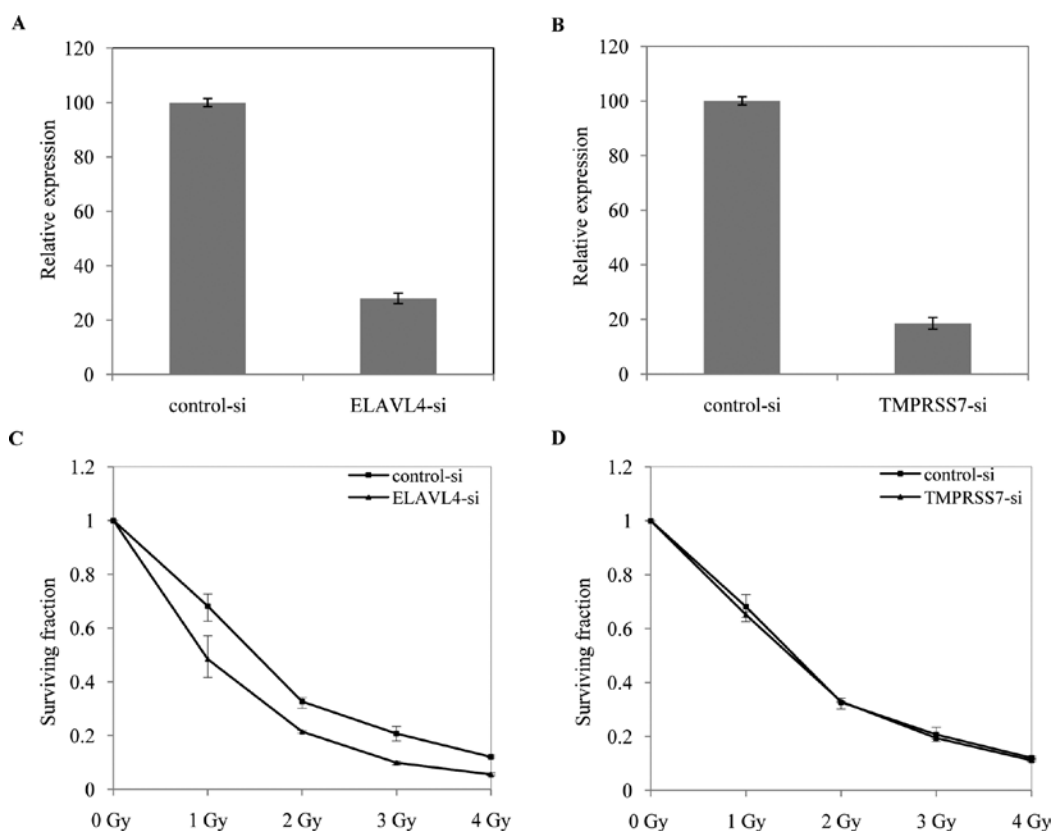 A
120
100
80
60
40
20
0
Relative expression
control-si
ELAVL4-si
B
120
100
80
60
40
20
0
Relative expression
control-si
TMPRSS7-si
C
1.2
1
0.8
0.6
0.4
0.2
0
Surviving fraction
control-si
ELAVL4-si
0 Gy
1 Gy
2 Gy
3 Gy
4 Gy
D
1.2
1
0.8
0.6
0.4
0.2
0
Surviving fraction
control-si
TMPRSS7-si
0 Gy
1 Gy
2 Gy
3 Gy
4 Gy